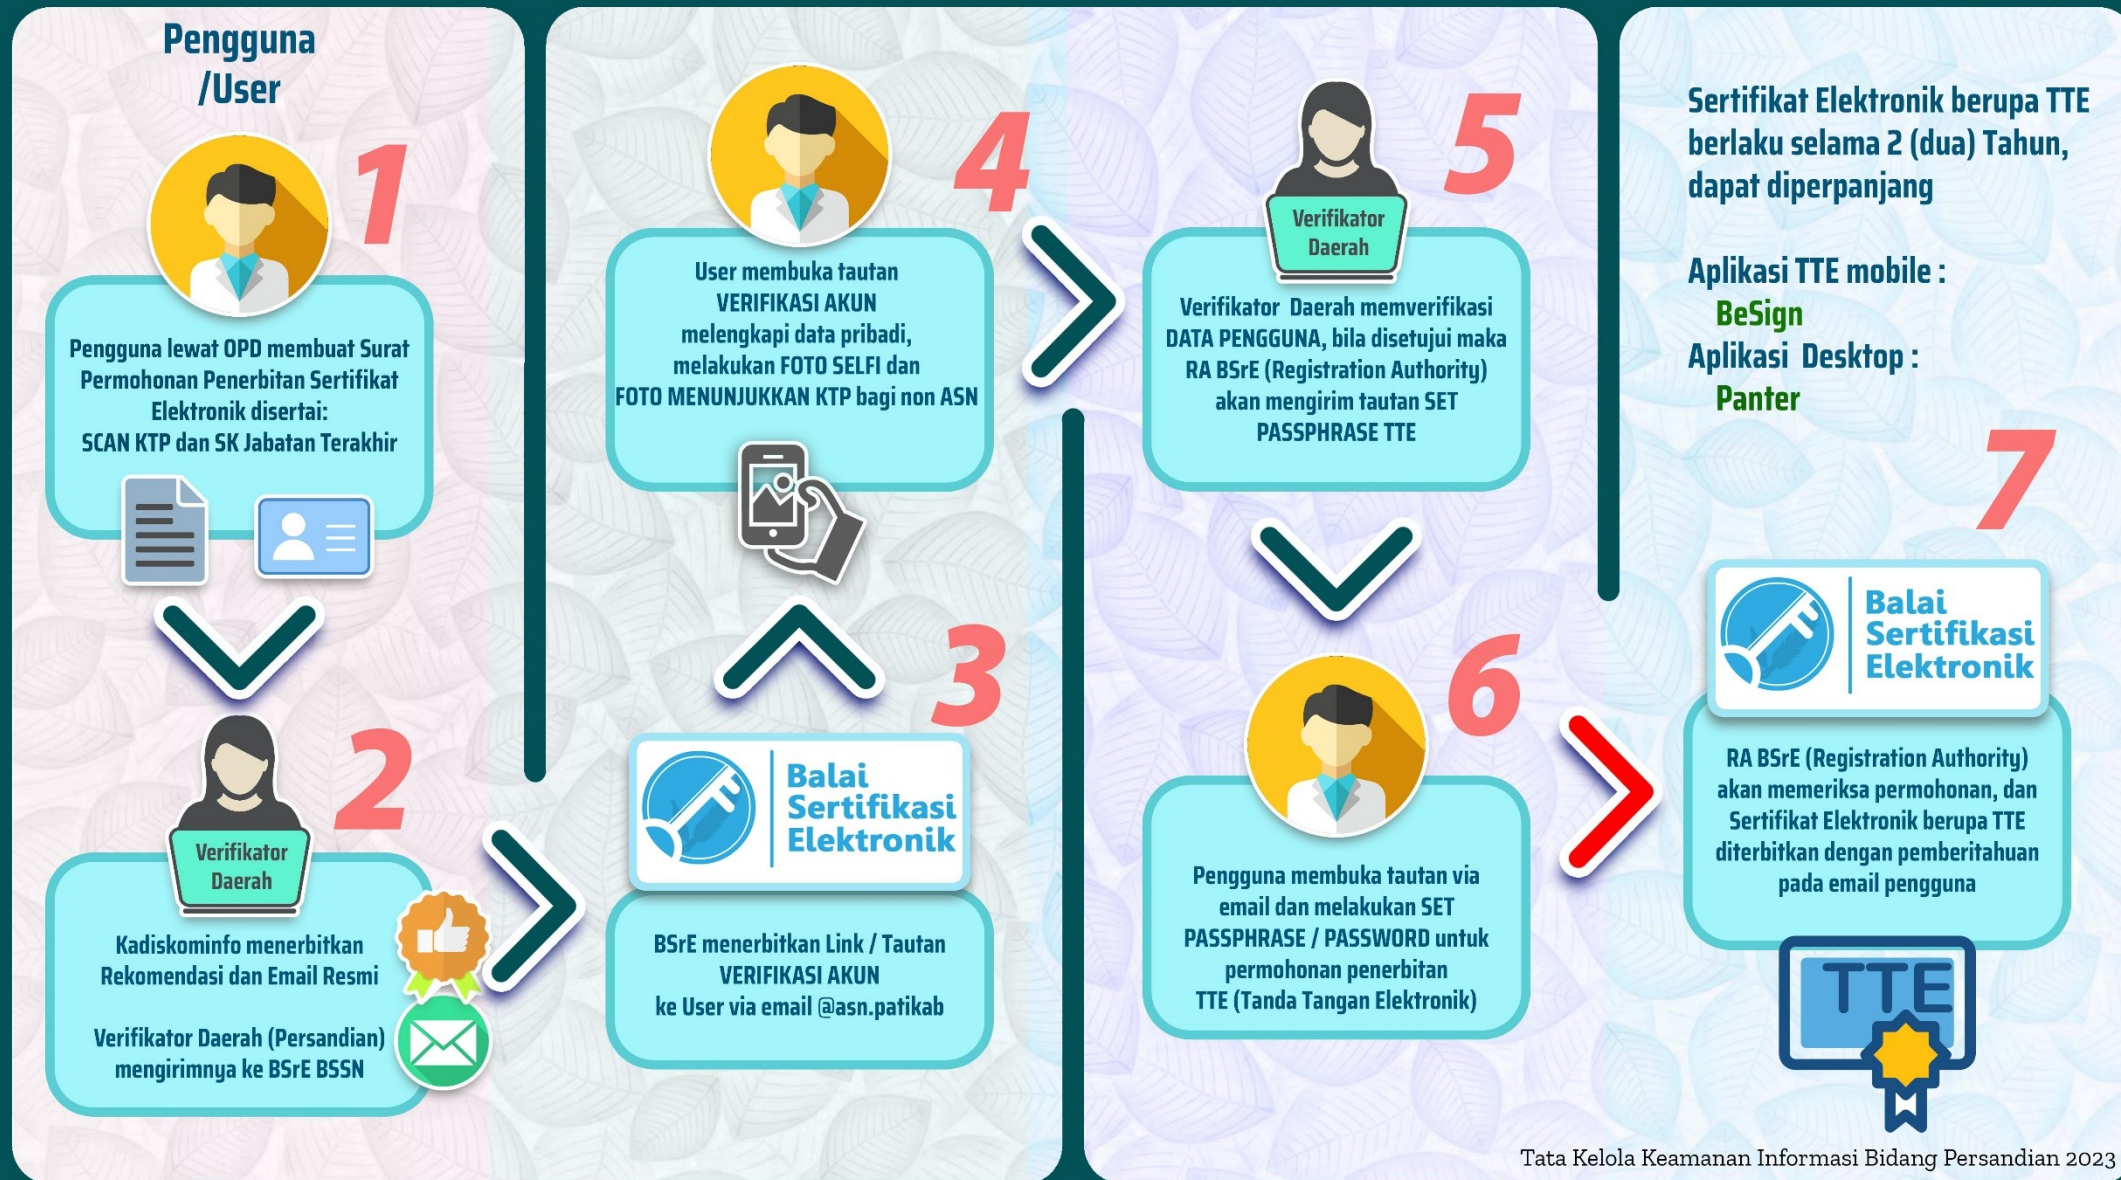 Pengguna
/User
1
Pengguna lewat OPD membuat Surat
Permohonan Penerbitan Sertifikat
Elektronik disertai:
SCAN KTP dan SK Jabatan Terakhir
2
Verifikator
Daerah
Kadiskominfo menerbitkan
Rekomendasi dan Email Resmi
Verifikator Daerah (Persandian)
mengirimnya ke BSrE BSSN
3
Balai
Sertifikasi
Elektronik
BSrE menerbitkan Link / Tautan
VERIFIKASI AKUN
ke User via email @asn.patikab
4
User membuka tautan
VERIFIKASI AKUN
melengkapi data pribadi,
melakukan FOTO SELFI dan
FOTO MENUNJUKKAN KTP bagi non ASN
5
Verifikator
Daerah
Verifikator Daerah memverifikasi
DATA PENGGUNA, bila disetujui maka
RA BSrE (Registration Authority)
akan mengirim tautan SET
PASSPHRASE TTE
6
Pengguna membuka tautan via
email dan melakukan SET
PASSPHRASE / PASSWORD untuk
permohonan penerbitan
TTE (Tanda Tangan Elektronik)
Sertifikat Elektronik berupa TTE
berlaku selama 2 (dua) Tahun,
dapat diperpanjang
Aplikasi TTE mobile :
BeSign
Aplikasi Desktop :
Panter
7
Balai
Sertifikasi
Elektronik
RA BSrE (Registration Authority)
akan memeriksa permohonan, dan
Sertifikat Elektronik berupa TTE
diterbitkan dengan pemberitahuan
pada email pengguna
TTE
Tata Kelola Keamanan Informasi Bidang Persandian 2023